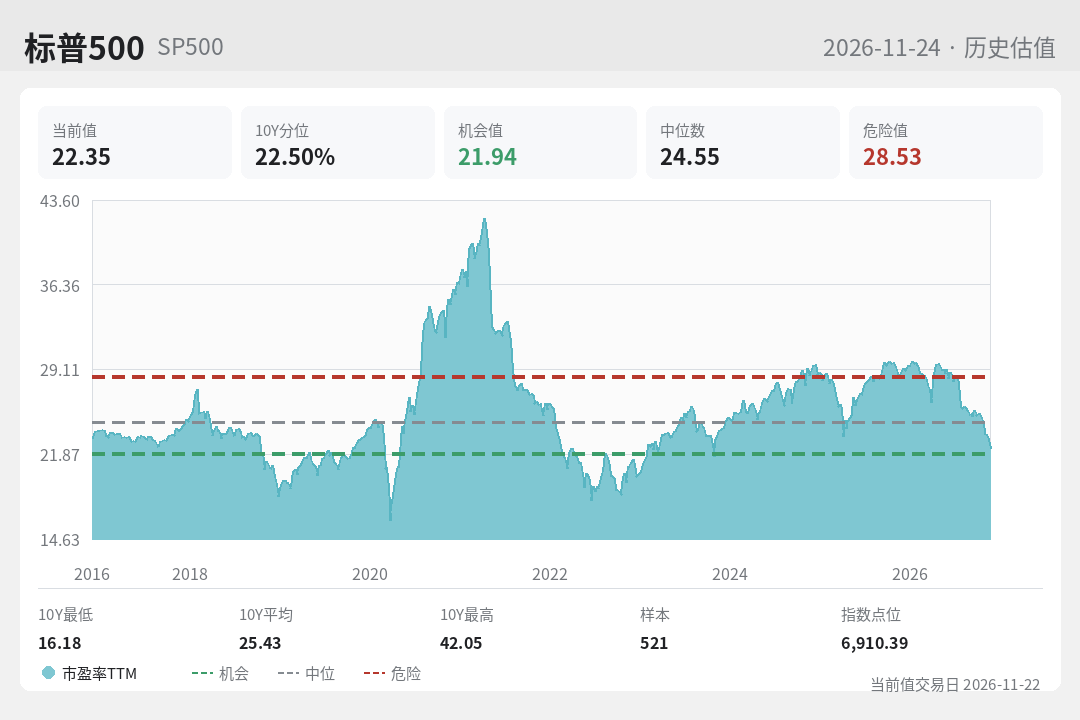 标普500 SP500 2026-11-24 · 历史估值
当前值 10Y分位 机会值 中位数 危险值
22.35 22.50% 21.94 24.55 28.53
43.60
36.36
29.11
21.87
14.63
2016 2018 2020 2022 2024 2026
10Y最低 10Y平均 10Y最高 样本 指数点位
16.18 25.43 42.05 521 6,910.39
市盈率TTM 机会 中位 危险
当前值交易日 2026-11-22